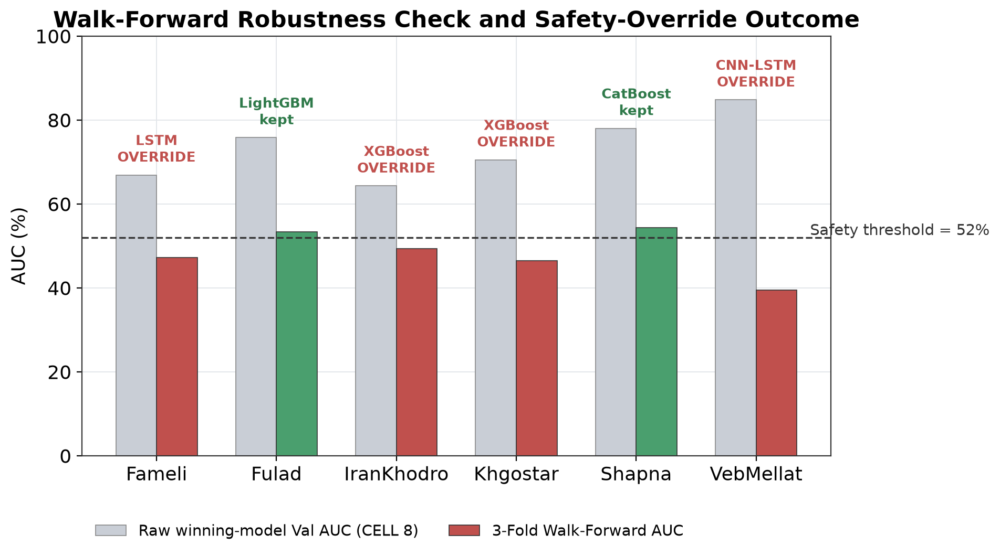 Walk-Forward Robustness Check and Safety-Override Outcome
AUC (%)
100
80
60
40
20
0
LSTM
OVERRIDE
LightGBM
kept
XGBoost
OVERRIDE
XGBoost
OVERRIDE
CatBoost
kept
CNN-LSTM
OVERRIDE
Safety threshold = 52%
Fameli
Fulad
IranKhodro
Khgostar
Shapna
VebMellat
Raw winning-model Val AUC (CELL 8)
3-Fold Walk-Forward AUC